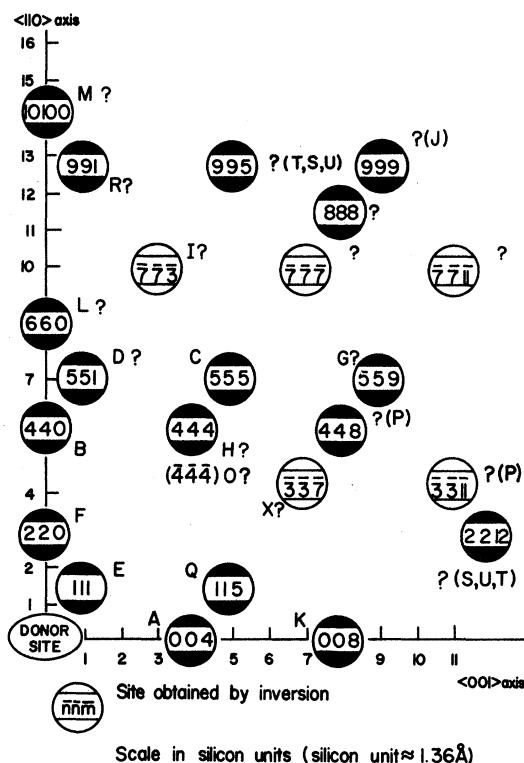 <110> axis
16
15
M ?
10100
13
991
R?
995
? (T,S,U)
999
? (J)
12
888
?
11
10
7̄7̄3̄
I?
7̄7̄7̄
?
7̄7̄1̄1̄
?
L ?
660
7
551
D ?
C
555
G?
559
440
B
444
H?
(4̄4̄4̄) O?
448
? (P)
4
3̄3̄7̄
X?
3̄3̄1̄1̄
? (P)
F
220
2212
? (S,U,T)
2
1
E
111
Q
115
DONOR
SITE
A
004
K
008
1 2 3 5 6 7 9 10 11
<001> axis
n̄n̄m̄
Site obtained by inversion
Scale in silicon units (silicon unit ≈ 1.36Å)